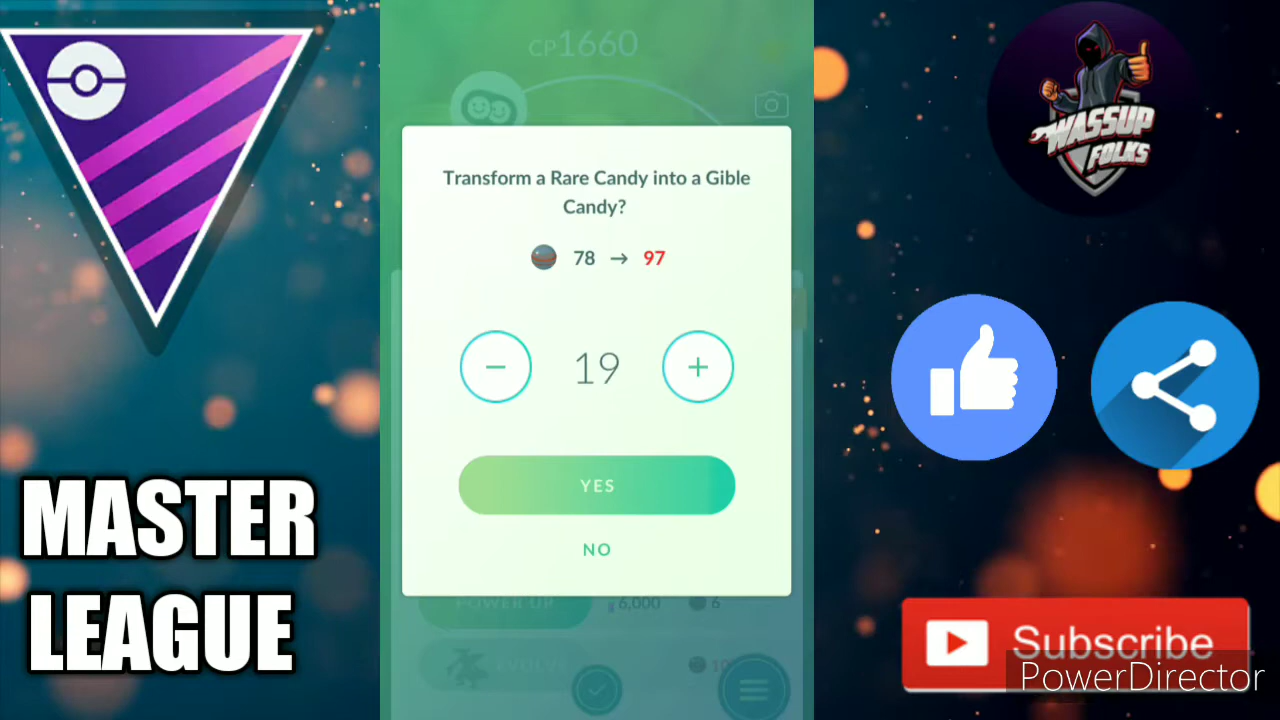 CP1660
Transform a Rare Candy into a Gible
Candy?
78 → 97
− 19 +
YES
NO
POWER UP 6,000 6
EVOLVE 10
MASTER
LEAGUE
WASSUP
FOLKS
Subscribe
PowerDirector